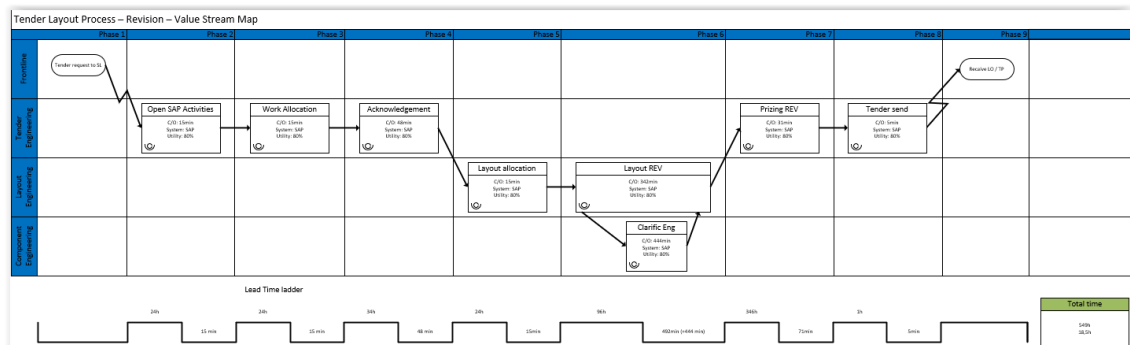 Tender Layout Process – Revision – Value Stream Map
Phase 1
Phase 2
Phase 3
Phase 4
Phase 5
Phase 6
Phase 7
Phase 8
Phase 9
Frontline
Tender request to SL
Receive LO / TP
Tender
Engineering
Open SAP Activities
C/O: 15min
System: SAP
Utility: 80%
Work Allocation
C/O: 15min
System: SAP
Utility: 80%
Acknowledgement
C/O: 48min
System: SAP
Utility: 80%
Prizing REV
C/O: 31min
System: SAP
Utility: 80%
Tender send
C/O: 5min
System: SAP
Utility: 80%
Layout
Engineering
Layout allocation
C/O: 15min
System: SAP
Utility: 80%
Layout REV
C/O: 342min
System: SAP
Utility: 80%
Component
Engineering
Clarific Eng
C/O: 444min
System: SAP
Utility: 80%
Lead Time ladder
24h
24h
34h
24h
96h
346h
1h
15 min
15 min
48 min
15min
492min (+444 min)
71min
5min
Total time
549h
18,5h